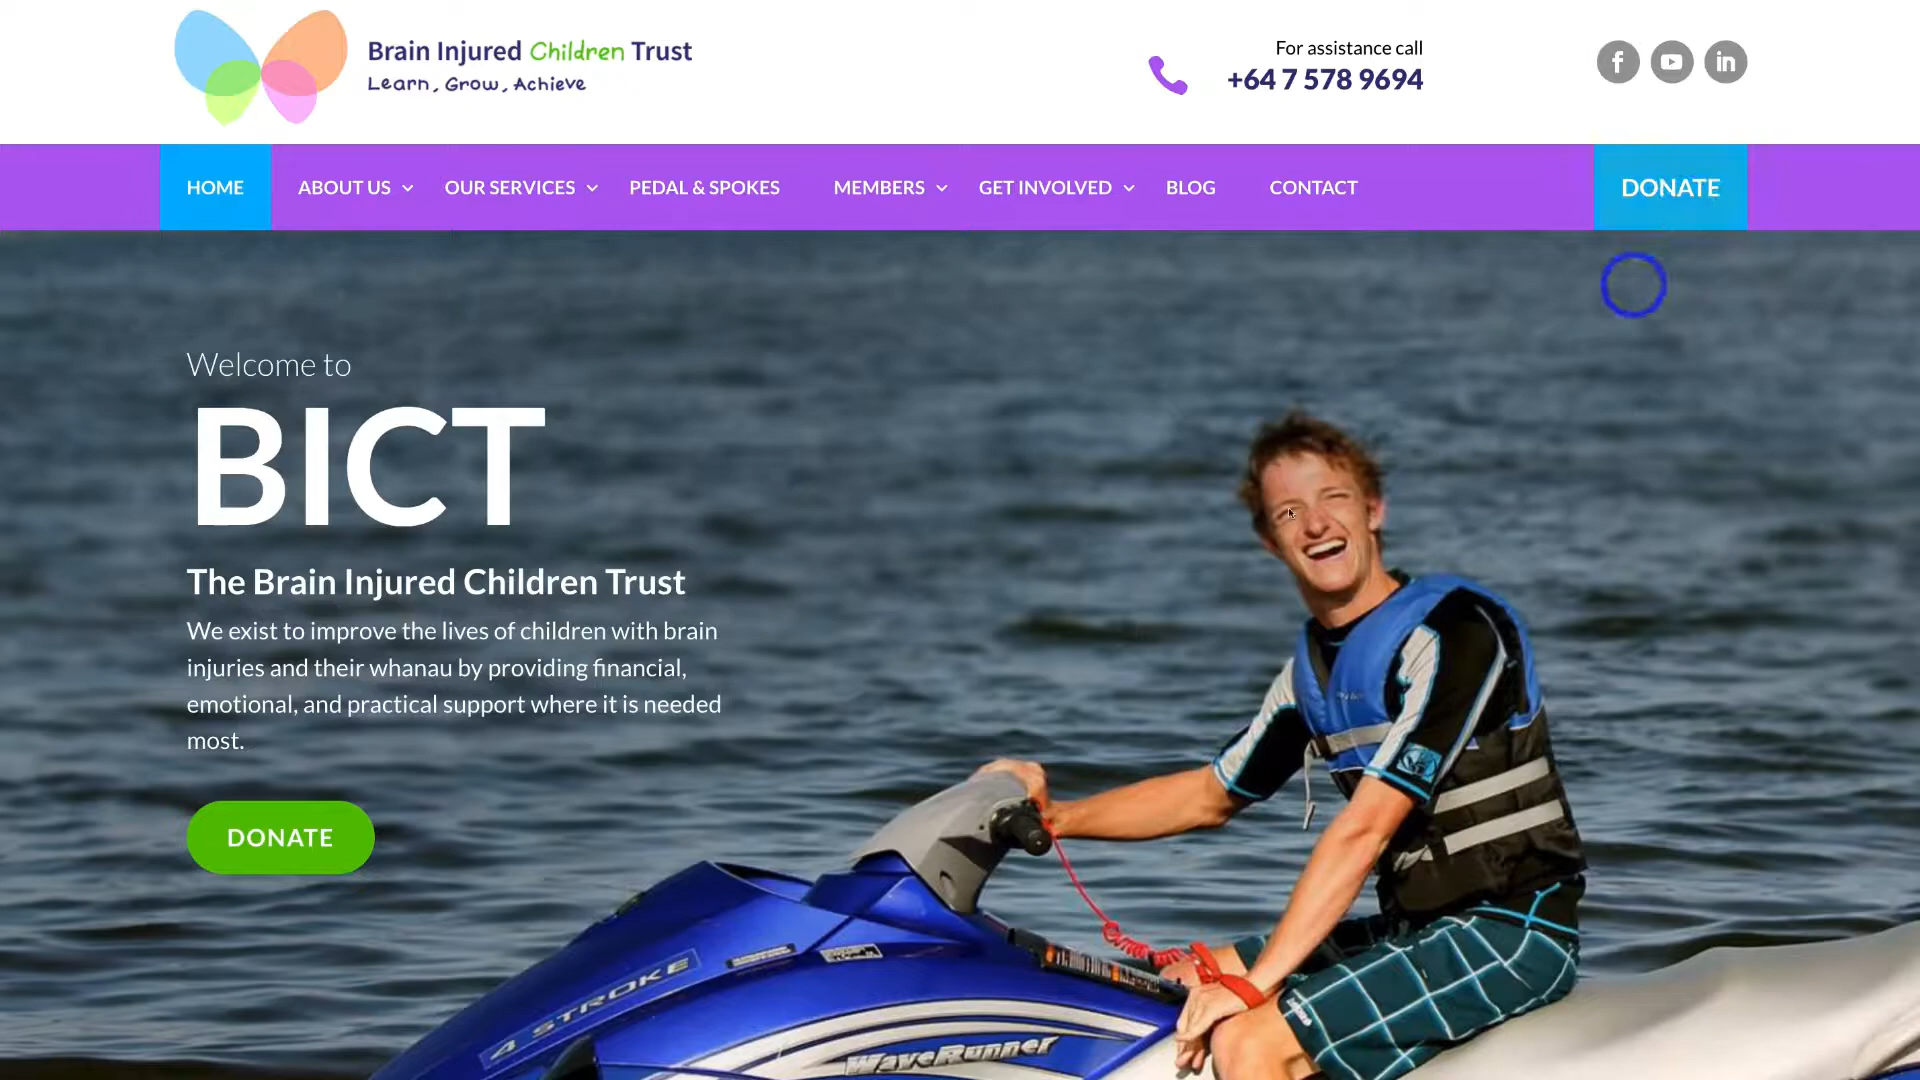 Brain Injured Children Trust
Learn, Grow, Achieve
For assistance call
+64 7 578 9694
HOME
ABOUT US
OUR SERVICES
PEDAL & SPOKES
MEMBERS
GET INVOLVED
BLOG
CONTACT
DONATE
Welcome to
BICT
The Brain Injured Children Trust
We exist to improve the lives of children with brain
injuries and their whanau by providing financial,
emotional, and practical support where it is needed
most.
DONATE
4 STROKE
WaveRunner